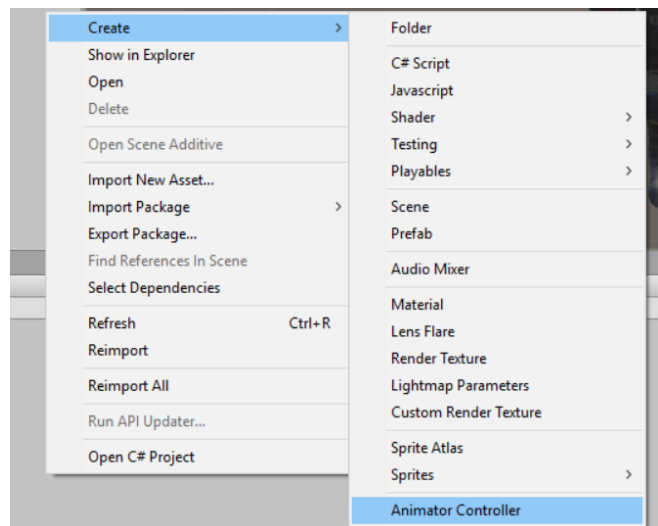 Create
Show in Explorer
Open
Delete
Open Scene Additive
Import New Asset...
Import Package
Export Package...
Find References In Scene
Select Dependencies
Refresh Ctrl+R
Reimport
Reimport All
Run API Updater...
Open C# Project
Folder
C# Script
Javascript
Shader
Testing
Playables
Scene
Prefab
Audio Mixer
Material
Lens Flare
Render Texture
Lightmap Parameters
Custom Render Texture
Sprite Atlas
Sprites
Animator Controller